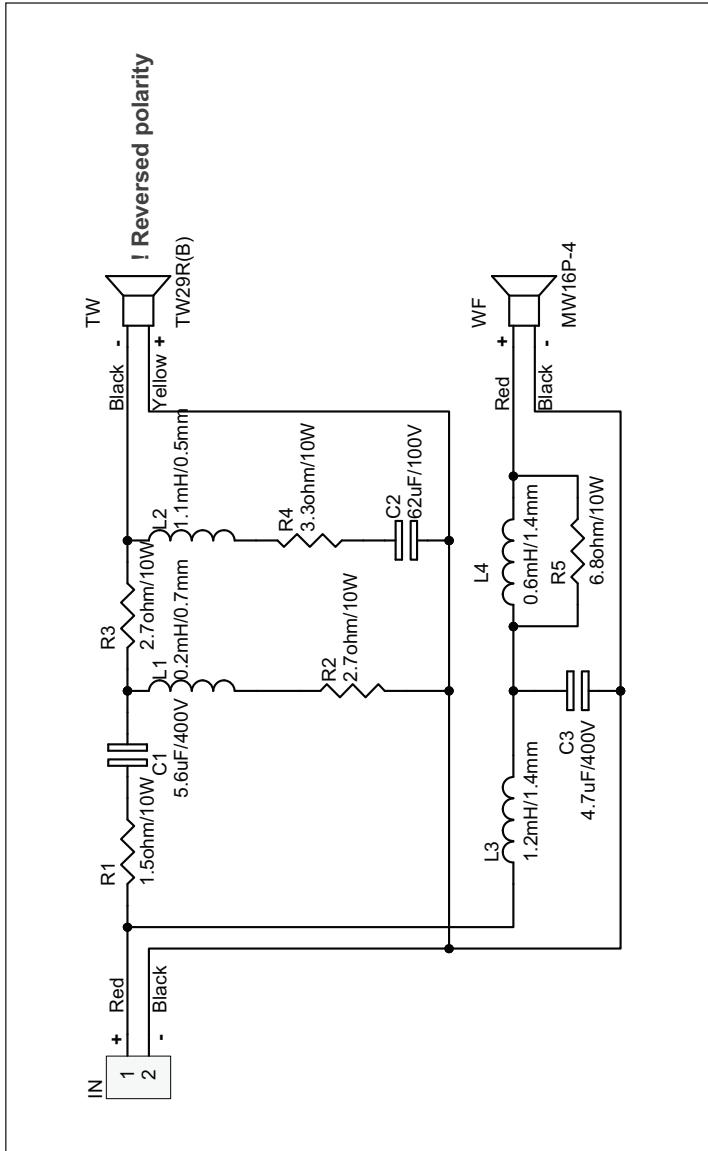 IN
1
2
+
Red
-
Black
R1
1.5ohm/10W
C1
5.6uF/400V
R3
2.7ohm/10W
L1
0.2mH/0.7mm
R2
2.7ohm/10W
L2
1.1mH/0.5mm
R4
3.3ohm/10W
C2
62uF/100V
Black
-
Yellow
+
TW
TW29R(B)
! Reversed polarity
L3
1.2mH/1.4mm
C3
4.7uF/400V
L4
0.6mH/1.4mm
R5
6.8ohm/10W
Red
+
Black
-
WF
MW16P-4